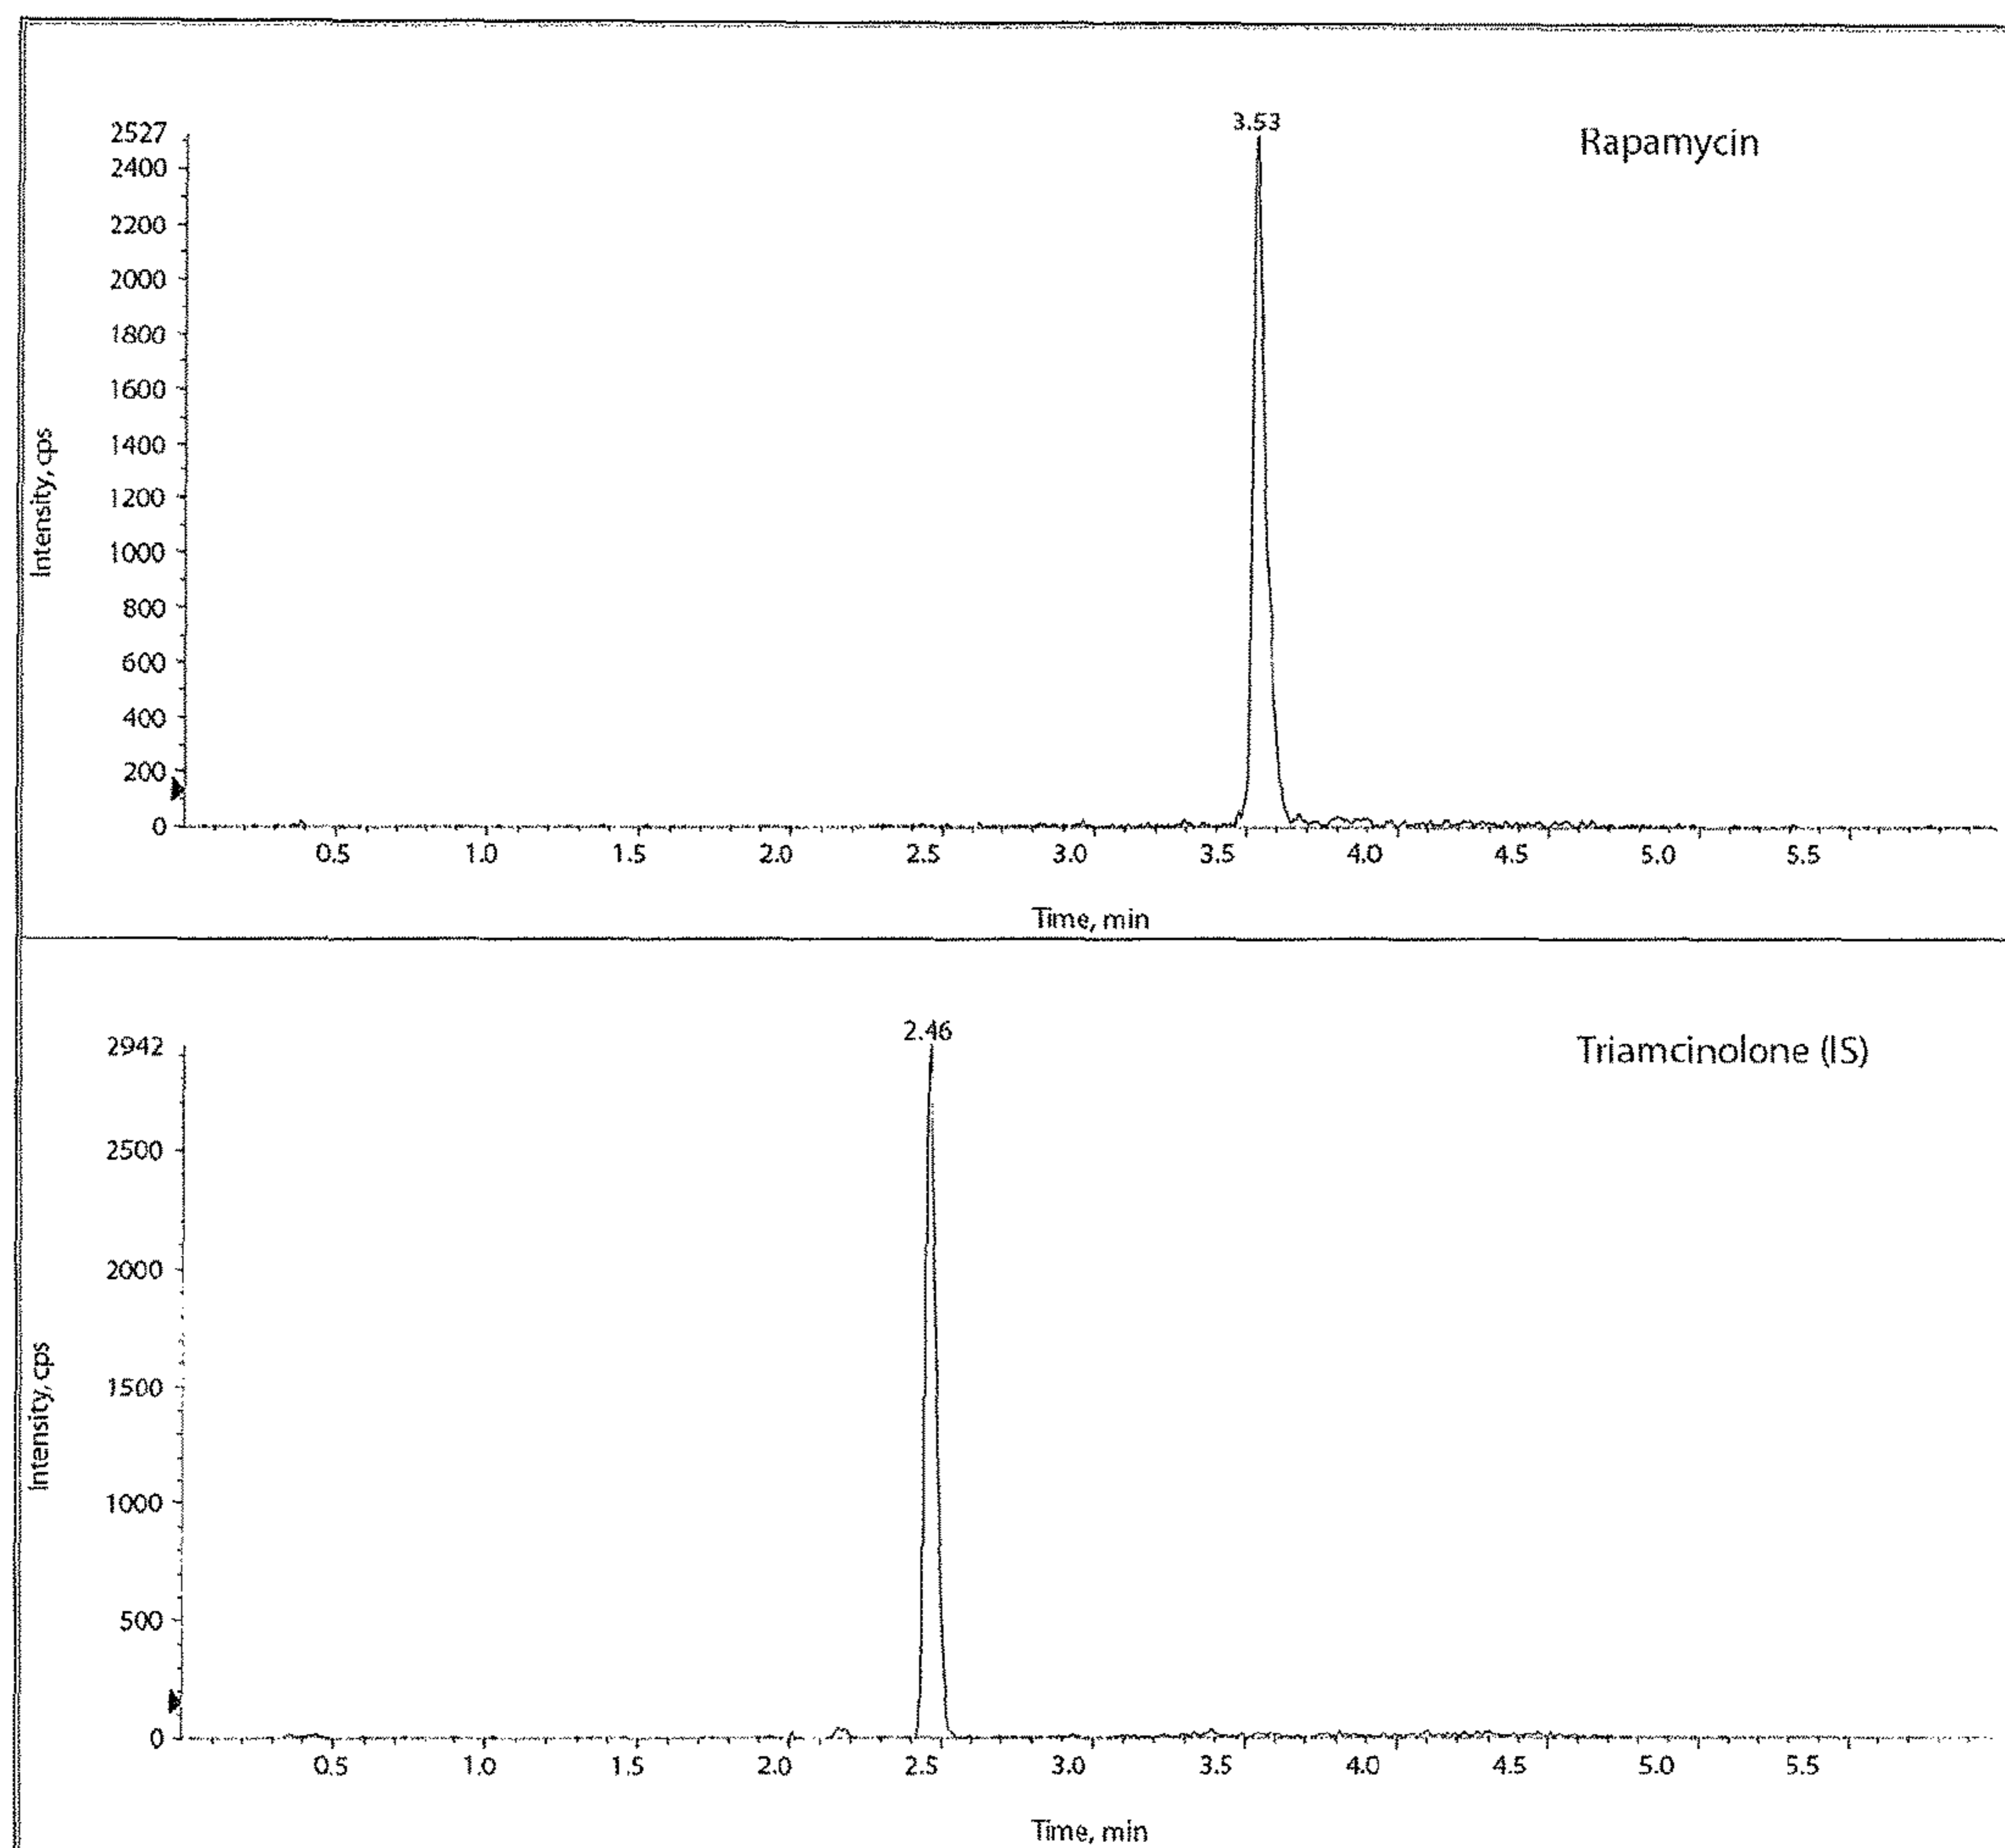 3.53
Rapamycin
2527
2400
2200
2000
1800
1600
1400
1200
1000
800
600
400
200
0
Intensity, cps
0.5 1.0 1.5 2.0 2.5 3.0 3.5 4.0 4.5 5.0 5.5
Time, min
2.46
Triamcinolone (IS)
2942
2500
2000
1500
1000
500
0
Intensity, cps
0.5 1.0 1.5 2.0 2.5 3.0 3.5 4.0 4.5 5.0 5.5
Time, min